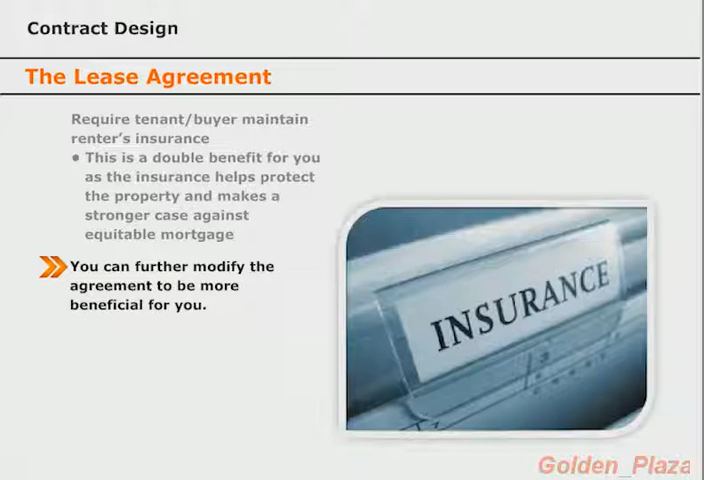 Contract Design
The Lease Agreement
Require tenant/buyer maintain
renter's insurance
• This is a double benefit for you
as the insurance helps protect
the property and makes a
stronger case against
equitable mortgage
You can further modify the
agreement to be more
beneficial for you.
INSURANCE
Golden_Plaza